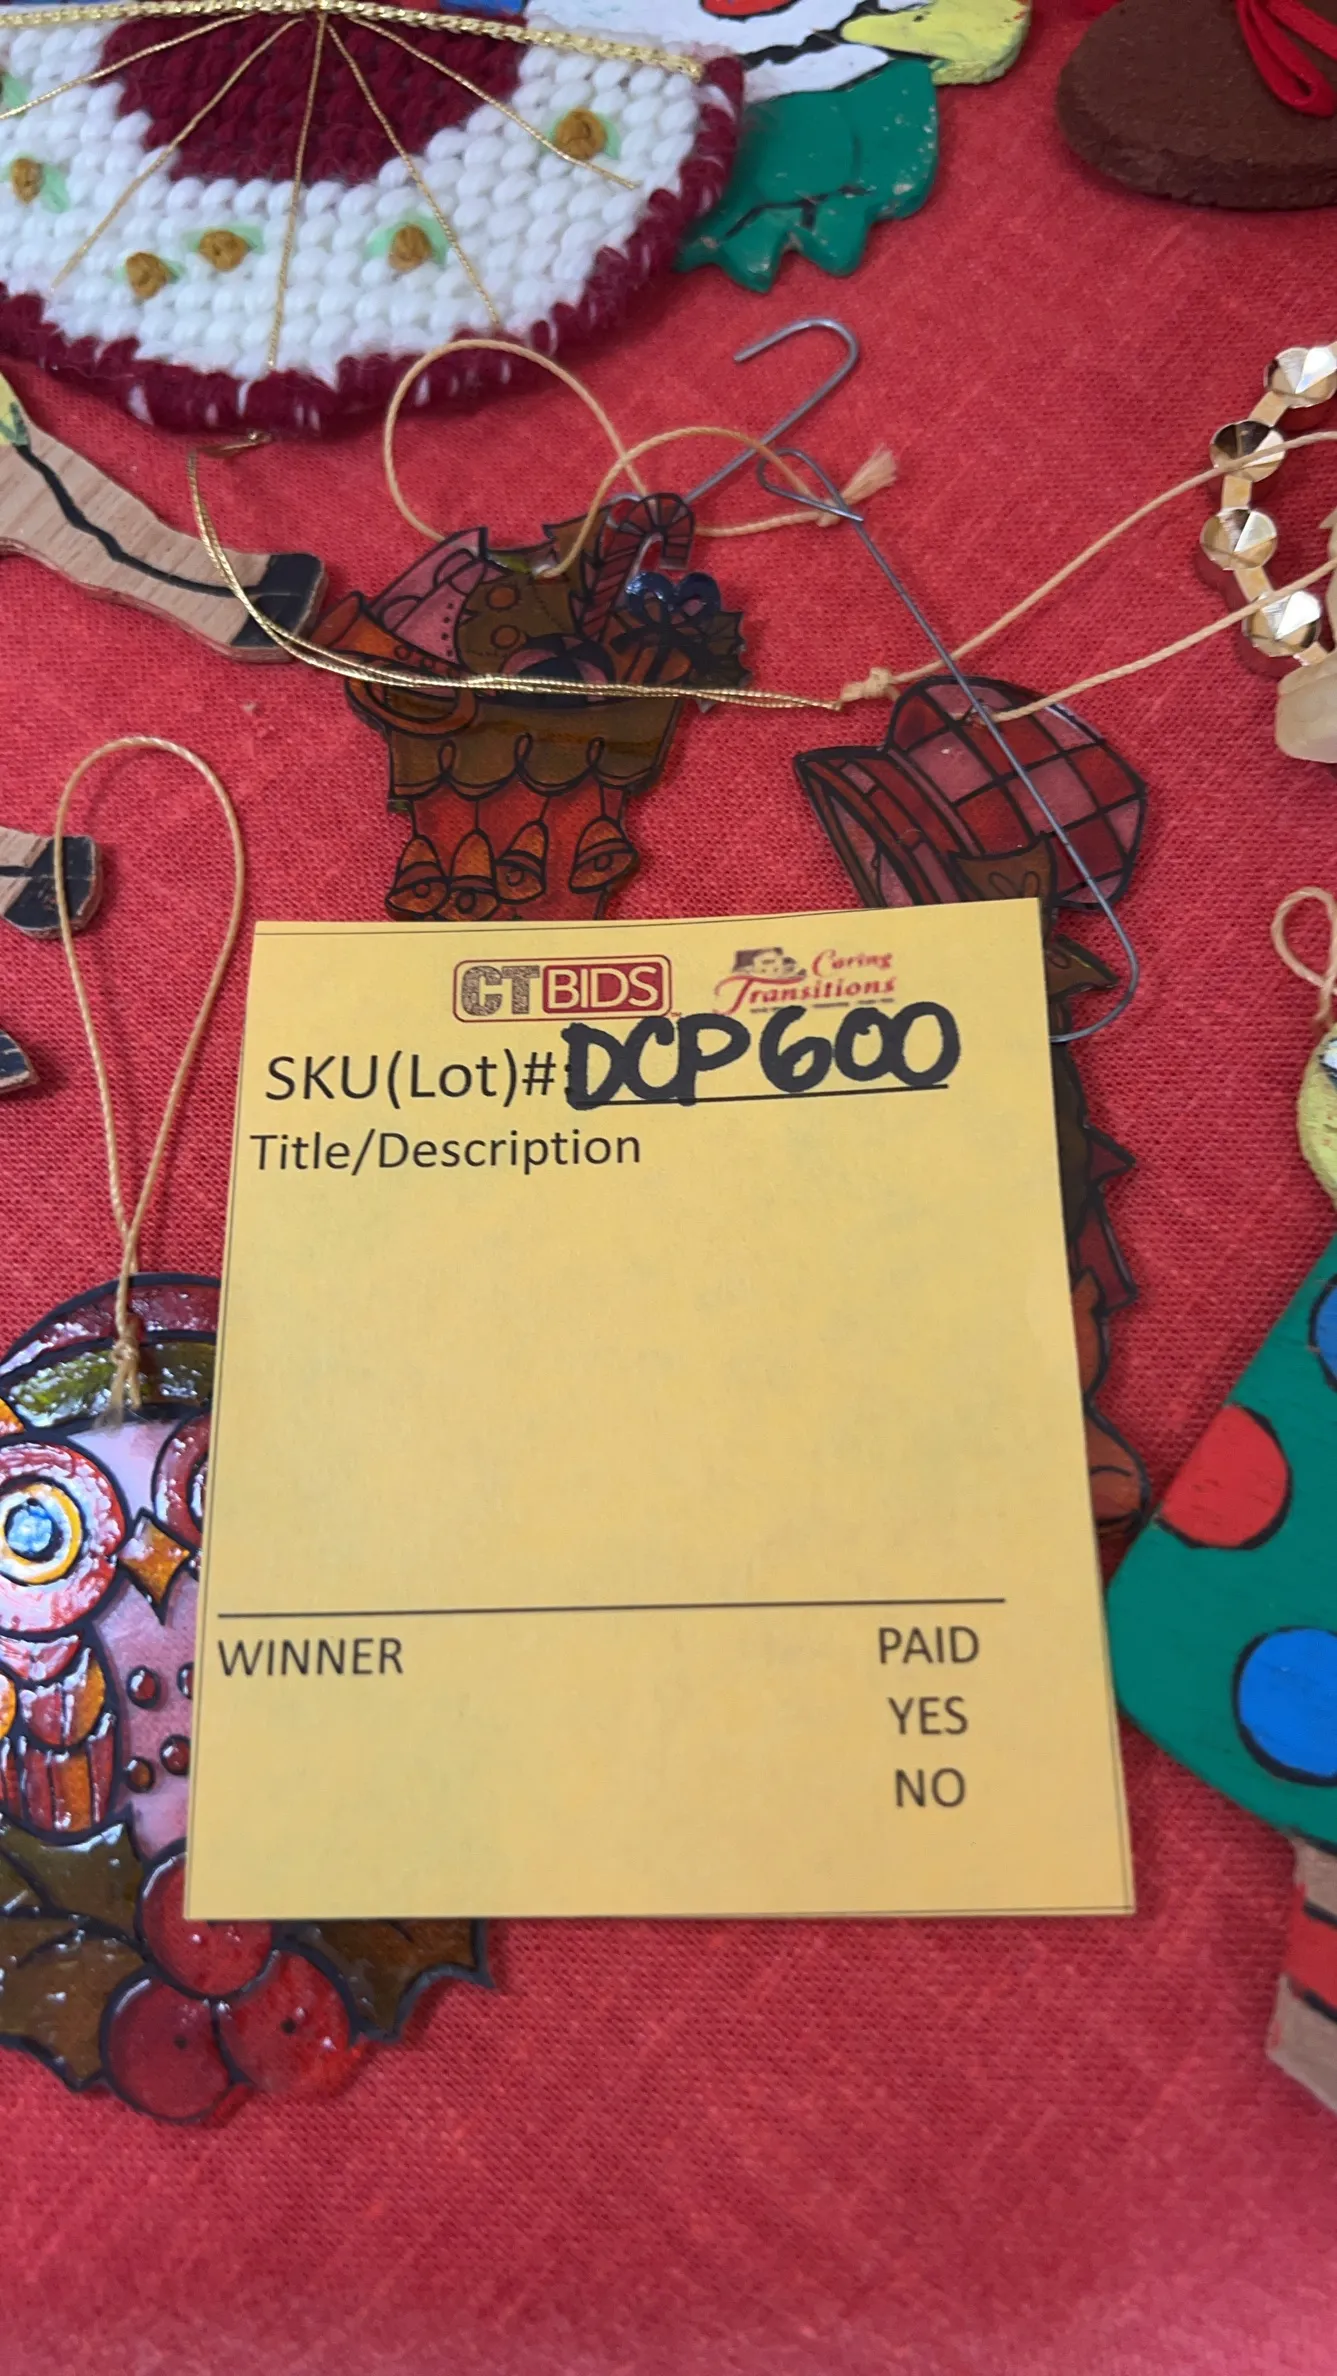 CTBIDS Caring Transitions
SKU(Lot)#: DCP600
Title/Description
WINNER PAID
YES
NO